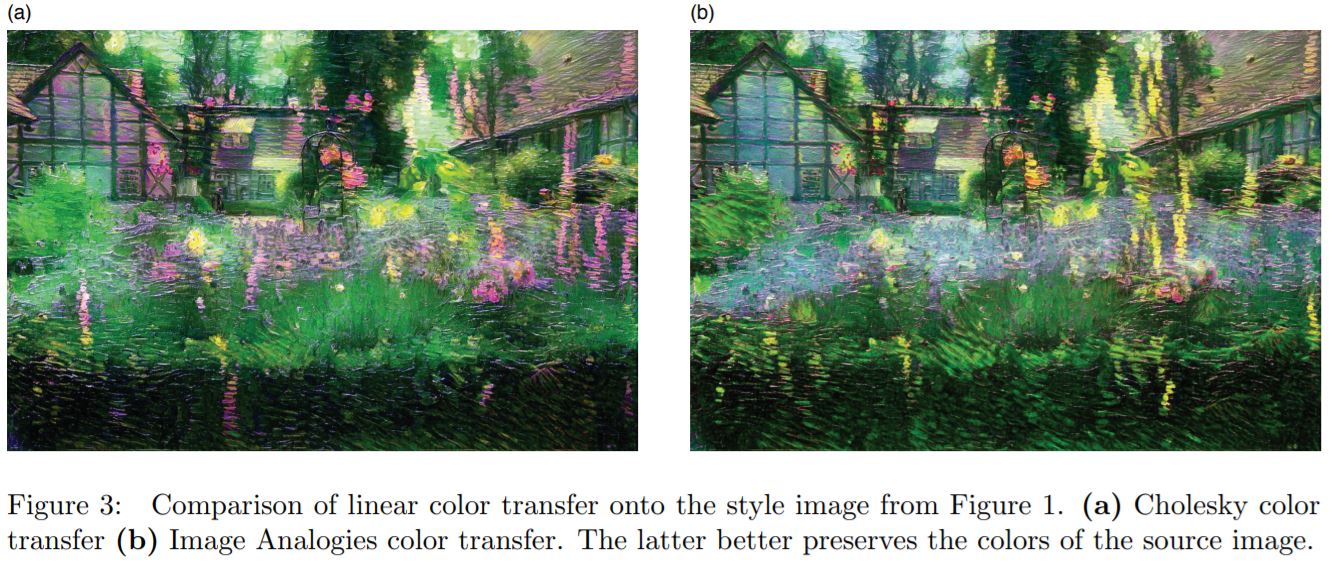 (a)
(b)
Figure 3: Comparison of linear color transfer onto the style image from Figure 1. (a) Cholesky color
transfer (b) Image Analogies color transfer. The latter better preserves the colors of the source image.